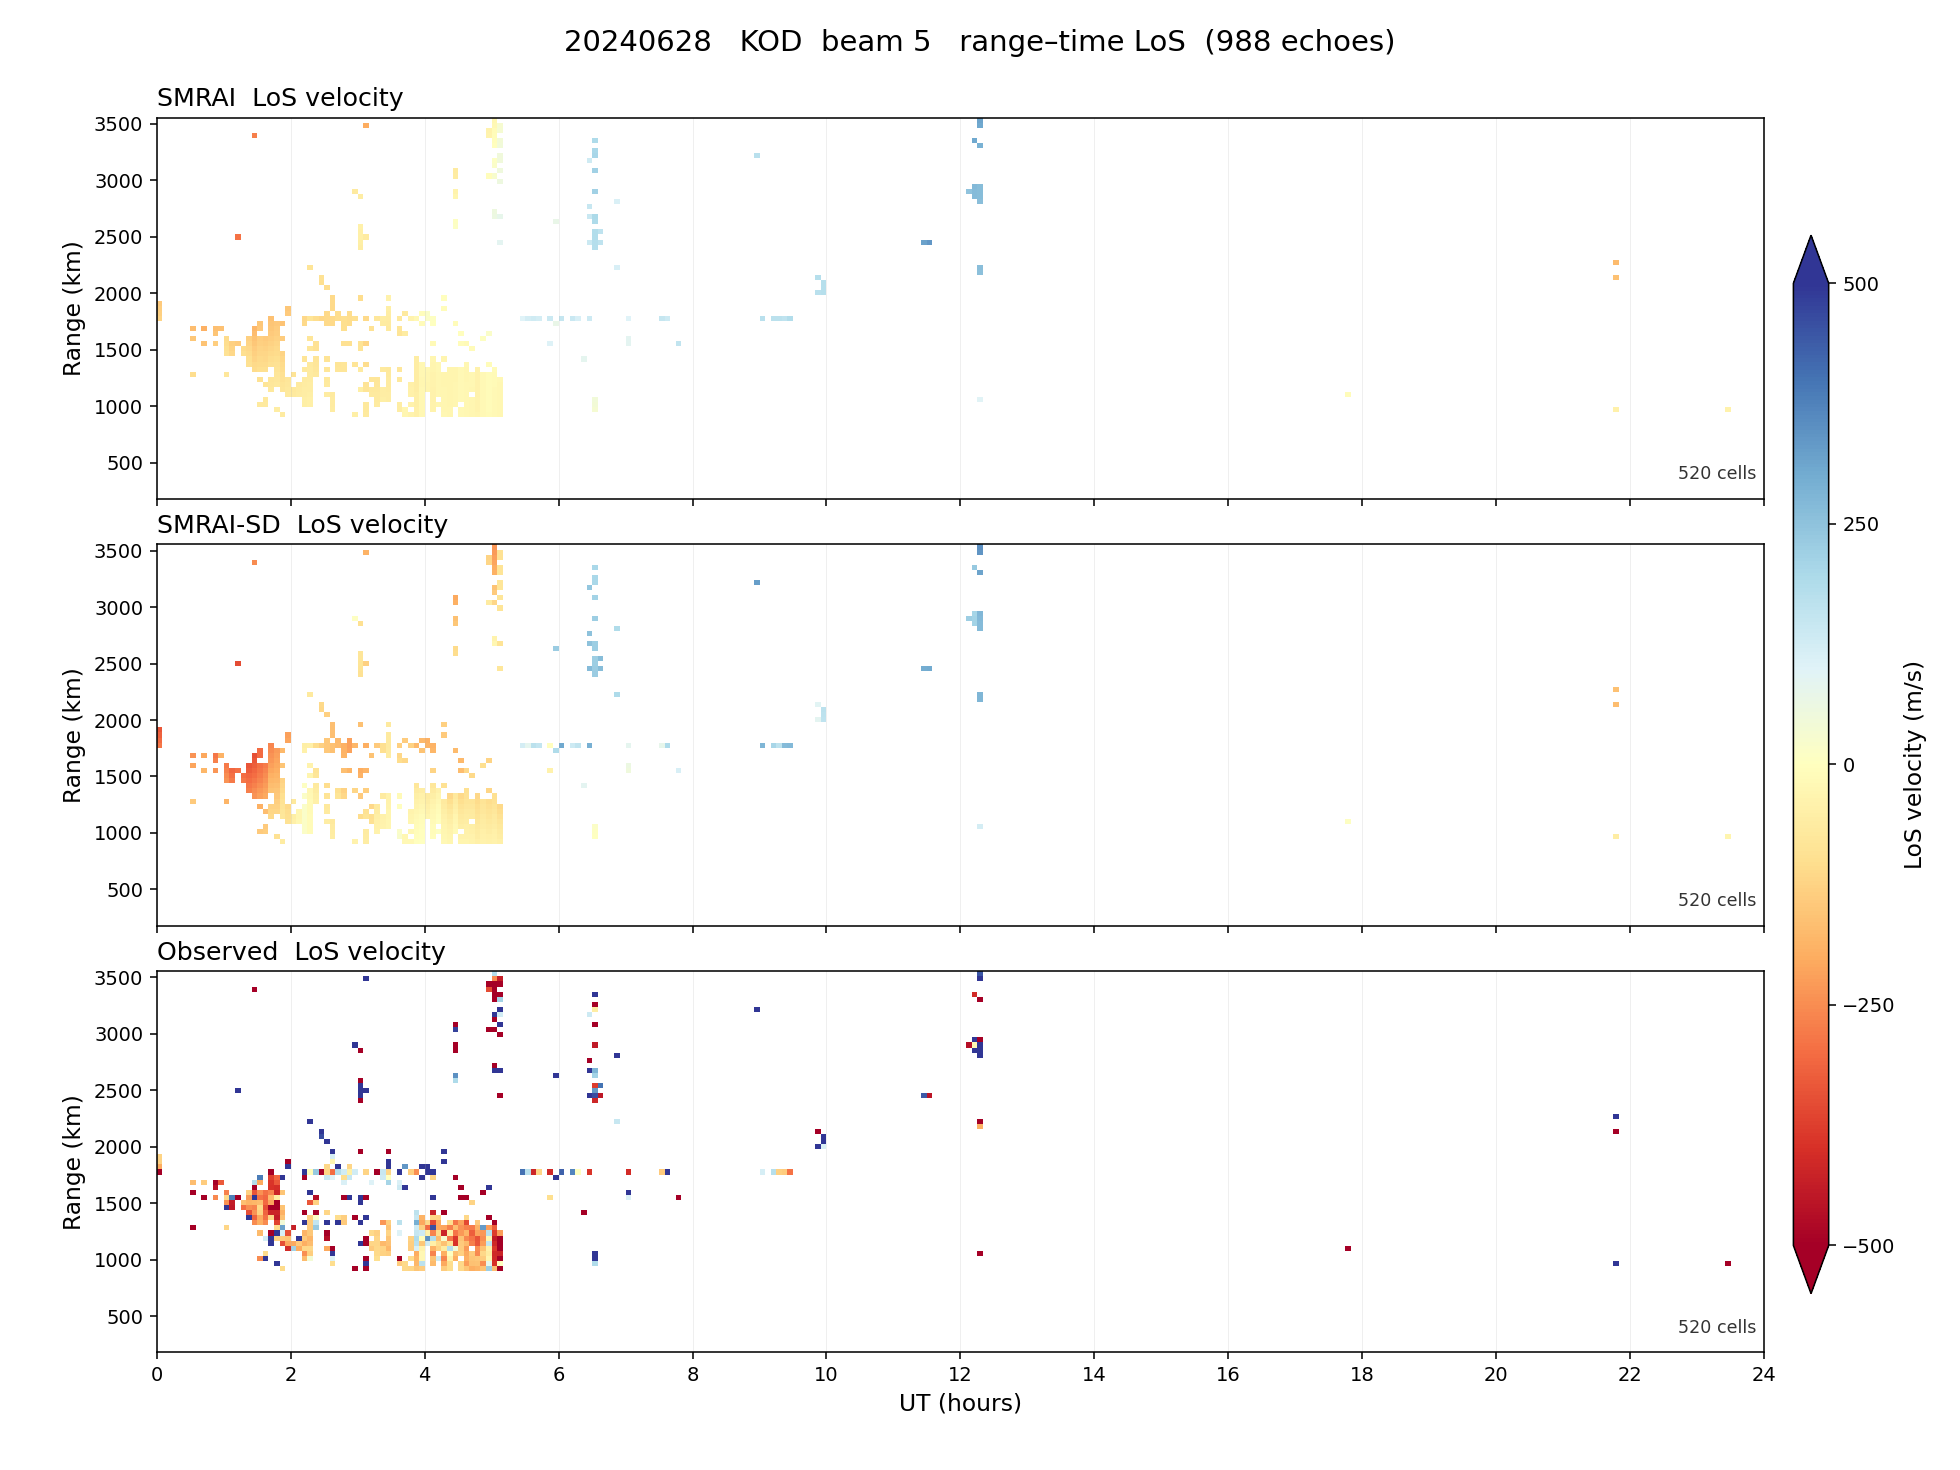 20240628   KOD  beam 5   range–time LoS  (988 echoes)
SMRAI  LoS velocity
3500
3000
2500
2000
1500
1000
500
Range (km)
520 cells
SMRAI-SD  LoS velocity
3500
3000
2500
2000
1500
1000
500
Range (km)
520 cells
Observed  LoS velocity
3500
3000
2500
2000
1500
1000
500
Range (km)
520 cells
0 2 4 6 8 10 12 14 16 18 20 22 24
UT (hours)
500
250
0
−250
−500
LoS velocity (m/s)